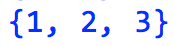 {1, 2, 3}